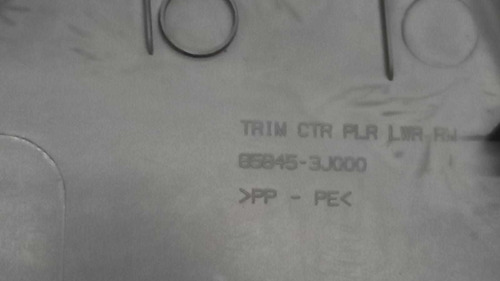 TRIM CTR PLR LWR RH
85845-3J000
>PP - PE<